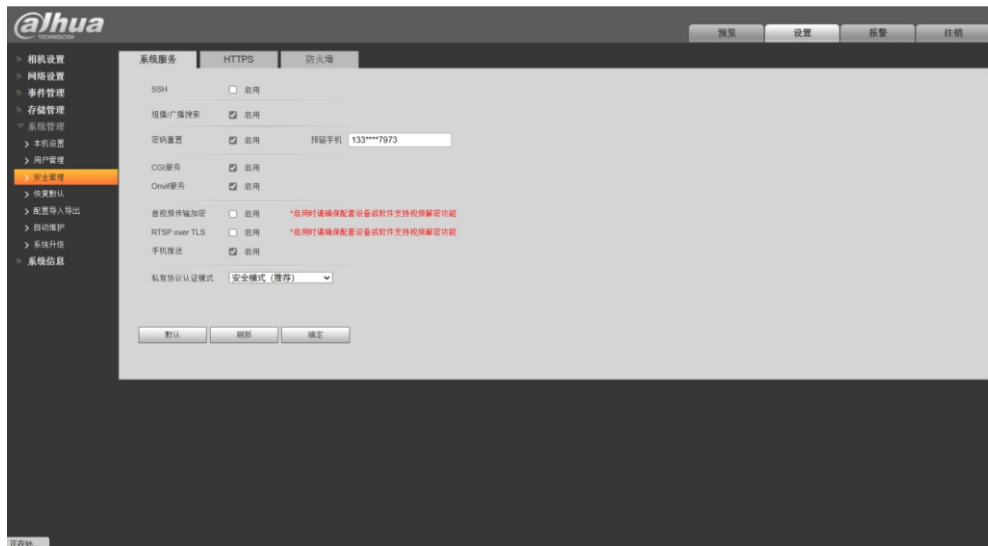 alhua
TECHNOLOGY
预览 设置 报警 注销
相机设置
网络设置
事件管理
存储管理
系统管理
本机设置
用户管理
安全管理
恢复默认
配置导入导出
自动维护
系统升级
系统信息
系统服务 HTTPS 防火墙
SSH 启用
组播/广播搜索 启用
密码重置 启用 预留手机 133****7973
CGI服务 启用
Onvif服务 启用
音视频传输加密 启用 *启用时请确保配套设备或软件支持视频解密功能
RTSP over TLS 启用 *启用时请确保配套设备或软件支持视频解密功能
手机推送 启用
私有协议认证模式 安全模式 (推荐)
默认 刷新 确定